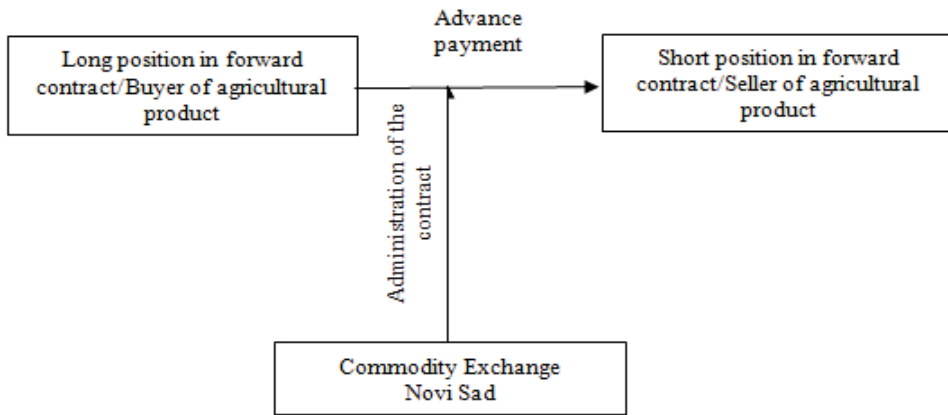 Advance
payment
Long position in forward
contract/Buyer of agricultural
product
Short position in forward
contract/Seller of agricultural
product
Administration of the
contract
Commodity Exchange
Novi Sad